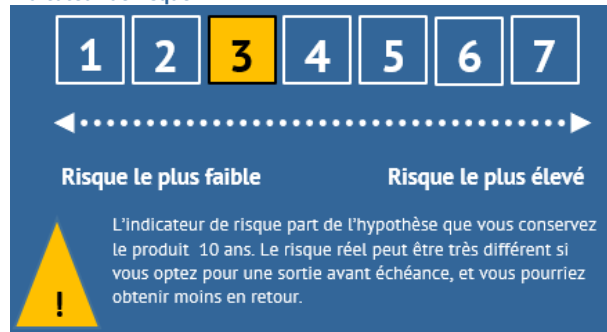 1 2 3 4 5 6 7
Risque le plus faible Risque le plus élevé
L'indicateur de risque part de l'hypothèse que vous conservez
le produit 10 ans. Le risque réel peut être très différent si
vous optez pour une sortie avant échéance, et vous pourriez
obtenir moins en retour.
!